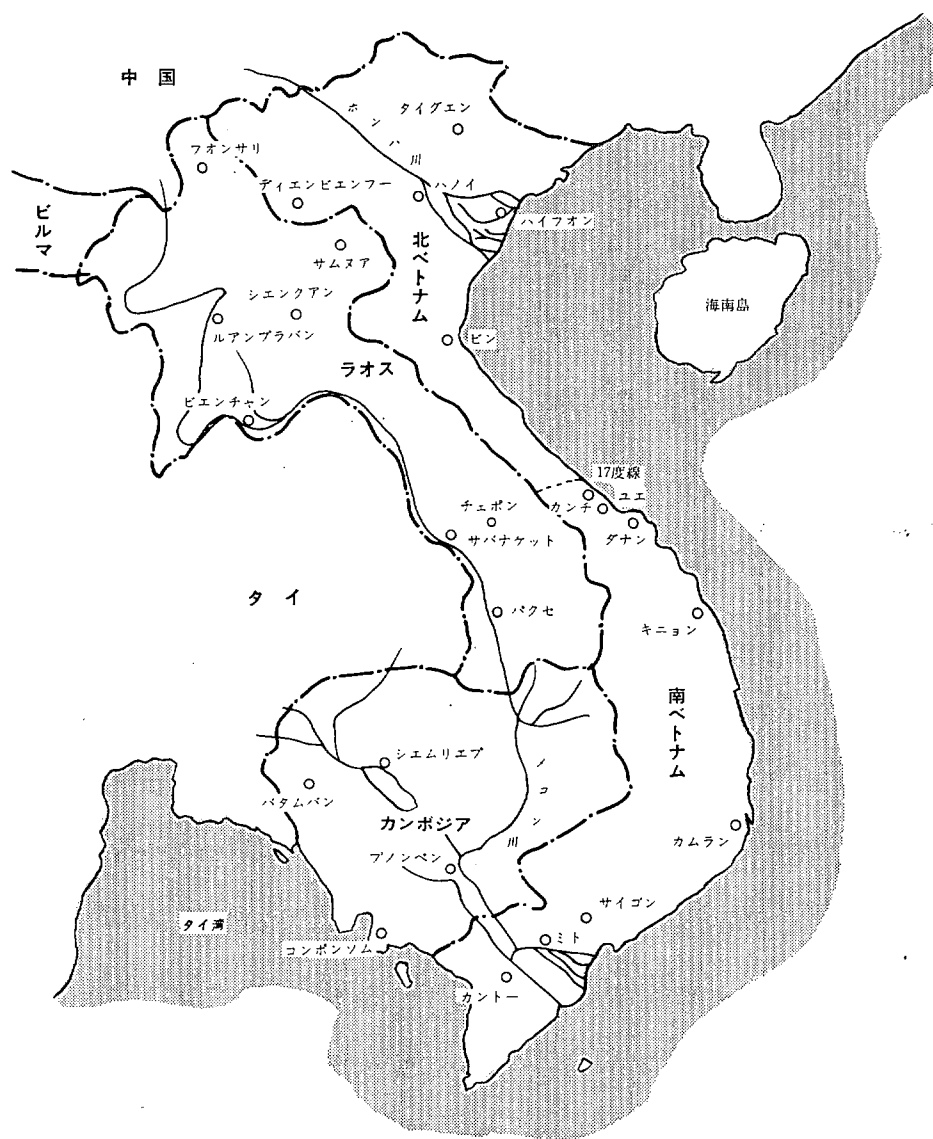 中国
ホンハ川
タイグエン
フオンサリ
ディエンビエンフー
ハノイ
ハイフォン
ビルマ
北ベトナム
サムヌア
シエンクアン
海南島
ルアンプラバン
ビン
ラオス
ビエンチャン
17度線
チェポン
カンチ
ユエ
サバナケット
ダナン
タイ
パクセ
キニョン
南ベトナム
シエムリエプ
メコン川
バタムバン
カンボジア
カムラン
プノンペン
サイゴン
タイ湾
ミト
コンポンソム
カントー